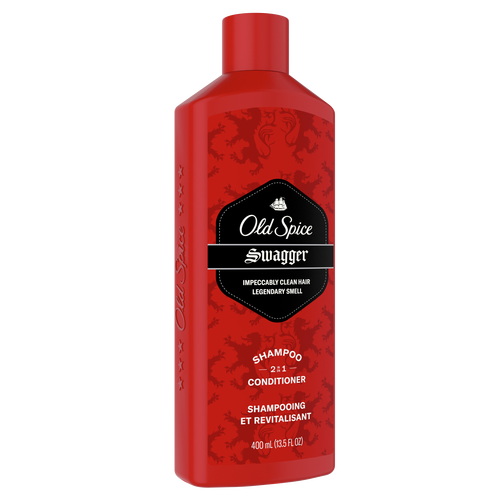 Old Spice
Old Spice
Swagger
IMPECCABLY CLEAN HAIR
LEGENDARY SMELL
SHAMPOO
2 IN 1
CONDITIONER
SHAMPOOING
ET REVITALISANT
400 mL (13.5 FL OZ)